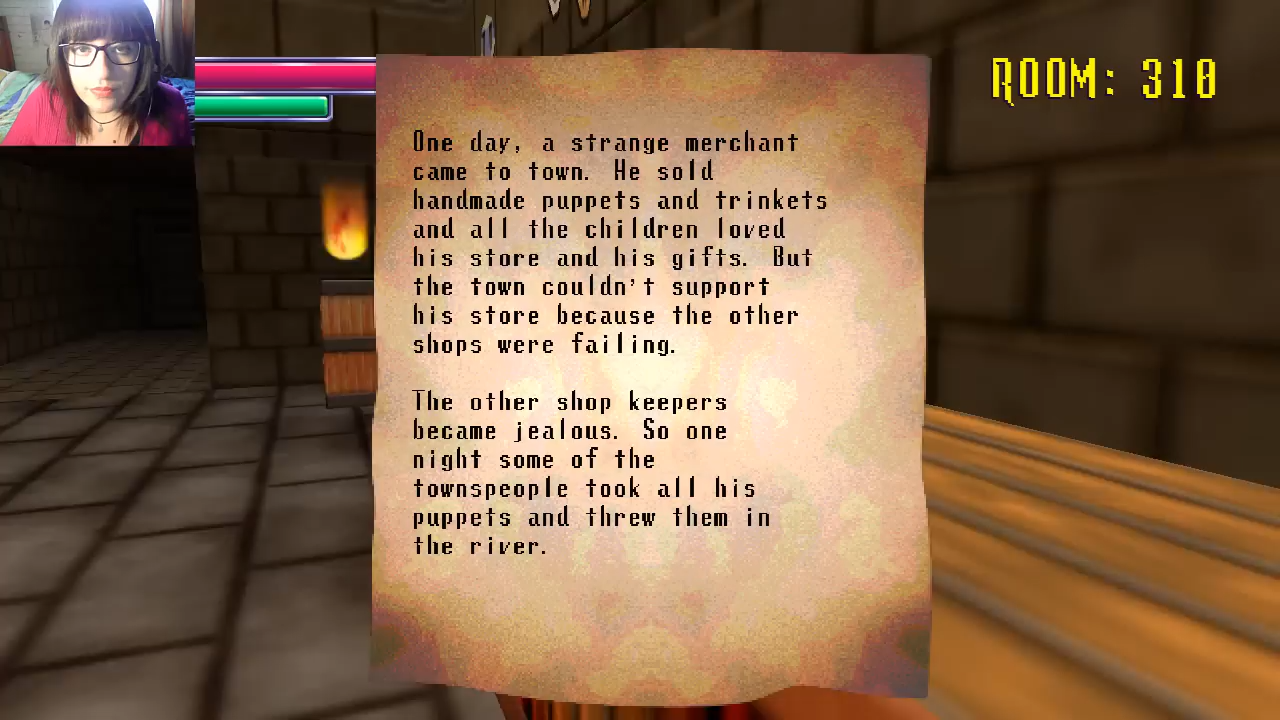 ROOM: 310
One day, a strange merchant
came to town. He sold
handmade puppets and trinkets
and all the children loved
his store and his gifts. But
the town couldn't support
his store because the other
shops were failing.
The other shop keepers
became jealous. So one
night some of the
townspeople took all his
puppets and threw them in
the river.